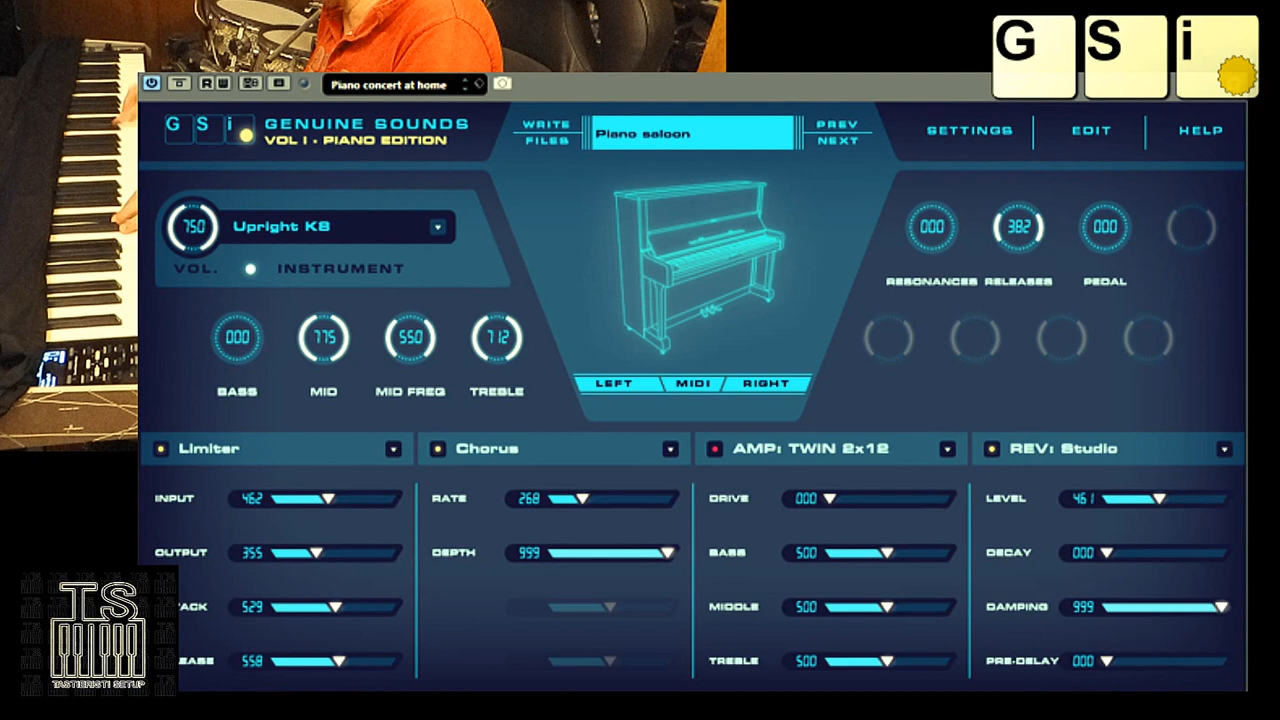 G S i
R W
Piano concert at home
G S i
GENUINE SOUNDS
VOL I • PIANO EDITION
WRITE
FILES
Piano saloon
PREV
NEXT
SETTINGS
EDIT
HELP
750
Upright K8
VOL.
INSTRUMENT
000
382
000
RESONANCES
RELEASES
PEDAL
000
775
550
712
BASS
MID
MID FREQ
TREBLE
LEFT
MIDI
RIGHT
Limiter
Chorus
AMP: TWIN 2x12
REV: Studio
INPUT 462
RATE 268
DRIVE 000
LEVEL 461
OUTPUT 355
DEPTH 999
BASS 500
DECAY 000
TACK 529
MIDDLE 500
DAMPING 999
EASE 558
TREBLE 500
PRE-DELAY 000
TS
TASTIERISTI SETUP